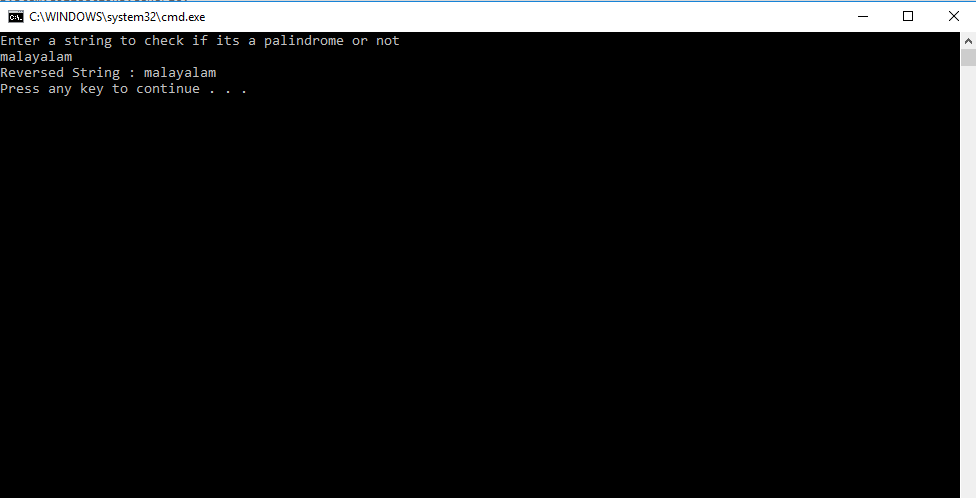 C:\WINDOWS\system32\cmd.exe
Enter a string to check if its a palindrome or not
malayalam
Reversed String : malayalam
Press any key to continue . . .